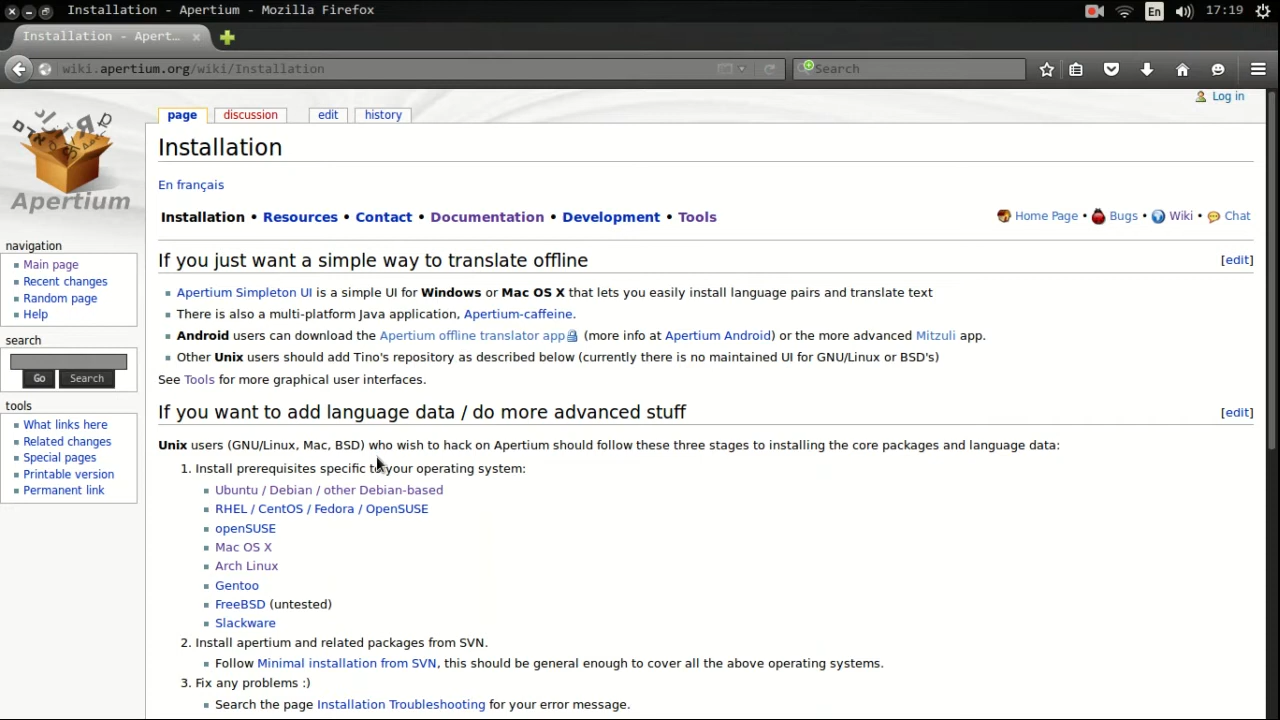 Installation - Apertium - Mozilla Firefox
En
17:19
Installation - Apert...
wiki.apertium.org/wiki/Installation
Search
Log in
page
discussion
edit
history
Apertium
Installation
En français
Installation • Resources • Contact • Documentation • Development • Tools
Home Page • Bugs • Wiki • Chat
navigation
Main page
Recent changes
Random page
Help
search
Go
Search
tools
What links here
Related changes
Special pages
Printable version
Permanent link
If you just want a simple way to translate offline
[edit]
Apertium Simpleton UI is a simple UI for Windows or Mac OS X that lets you easily install language pairs and translate text
There is also a multi-platform Java application, Apertium-caffeine.
Android users can download the Apertium offline translator app (more info at Apertium Android) or the more advanced Mitzuli app.
Other Unix users should add Tino's repository as described below (currently there is no maintained UI for GNU/Linux or BSD's)
See Tools for more graphical user interfaces.
If you want to add language data / do more advanced stuff
[edit]
Unix users (GNU/Linux, Mac, BSD) who wish to hack on Apertium should follow these three stages to installing the core packages and language data:
1. Install prerequisites specific to your operating system:
Ubuntu / Debian / other Debian-based
RHEL / CentOS / Fedora / OpenSUSE
openSUSE
Mac OS X
Arch Linux
Gentoo
FreeBSD (untested)
Slackware
2. Install apertium and related packages from SVN.
Follow Minimal installation from SVN, this should be general enough to cover all the above operating systems.
3. Fix any problems :)
Search the page Installation Troubleshooting for your error message.